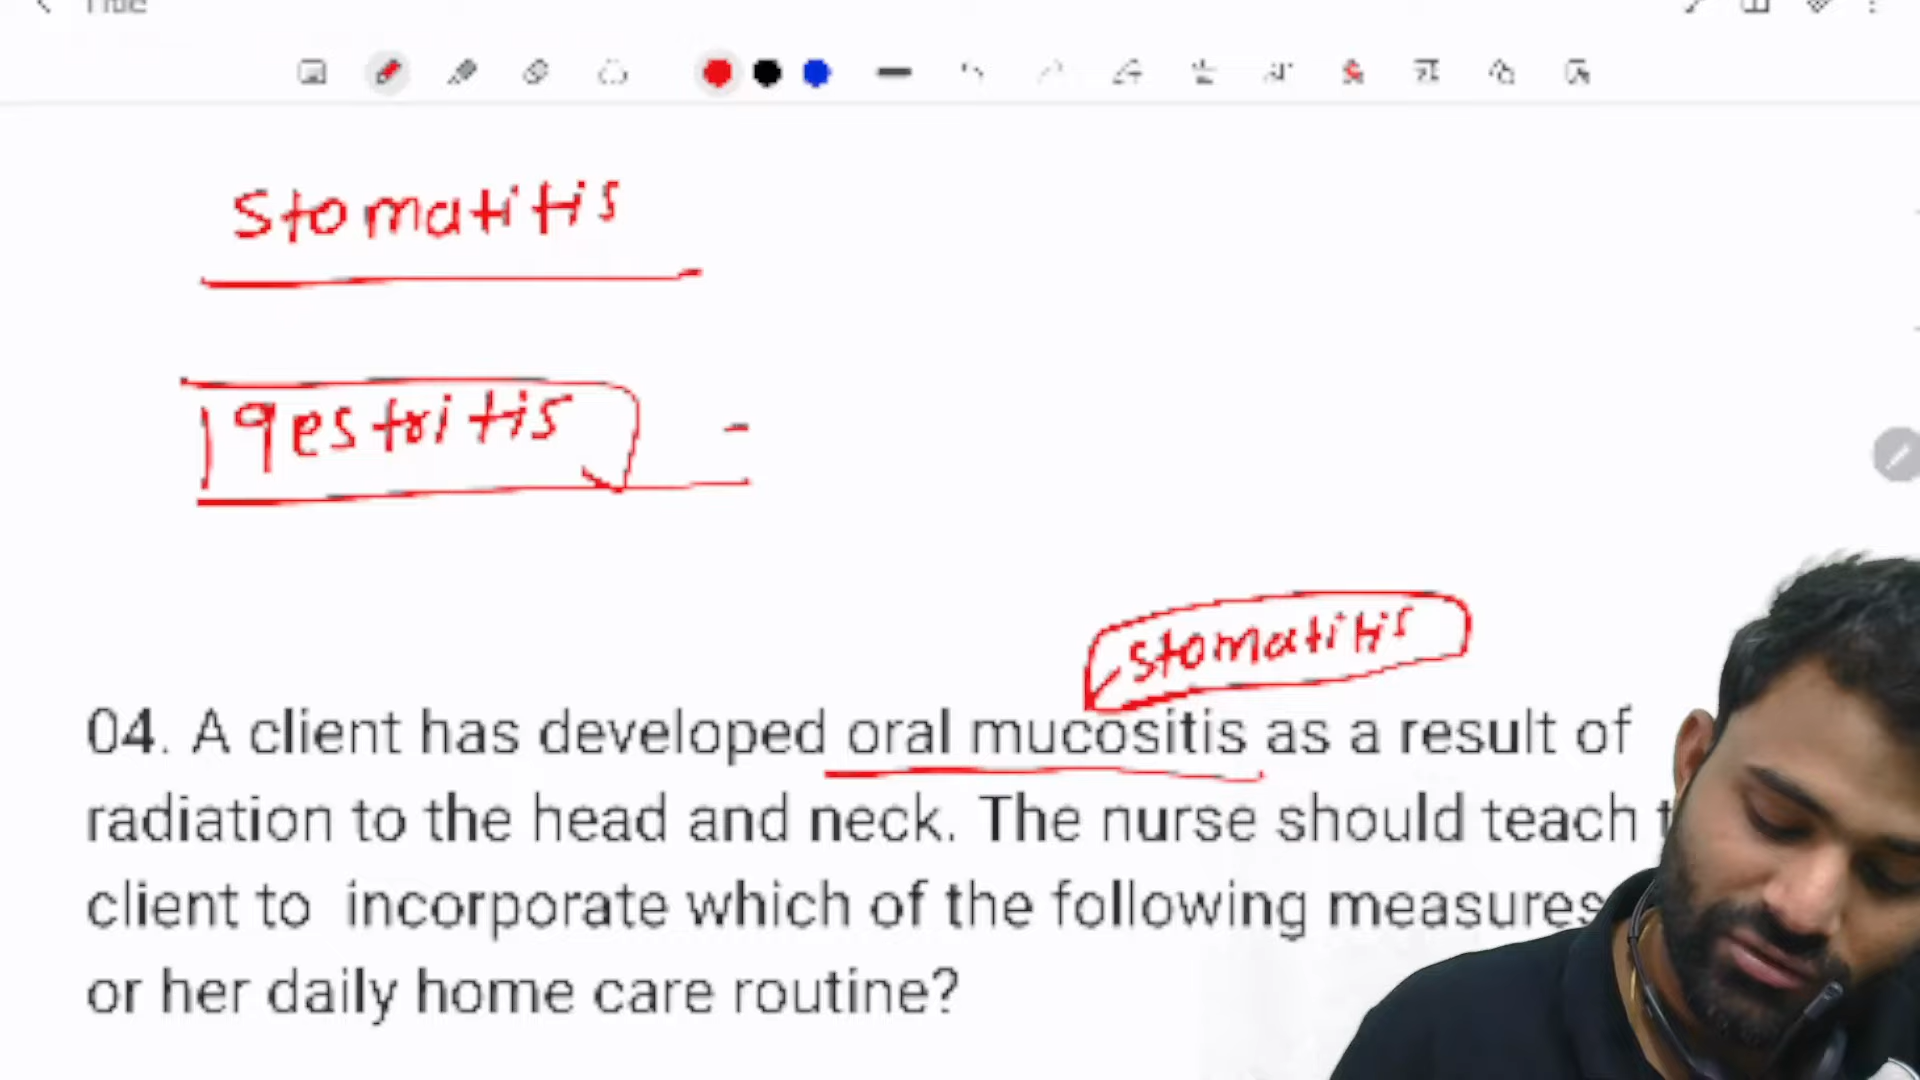 Title
Stomatitis
gestritis -
stomatitis
04. A client has developed oral mucositis as a result of
radiation to the head and neck. The nurse should teach
client to incorporate which of the following measures
or her daily home care routine?